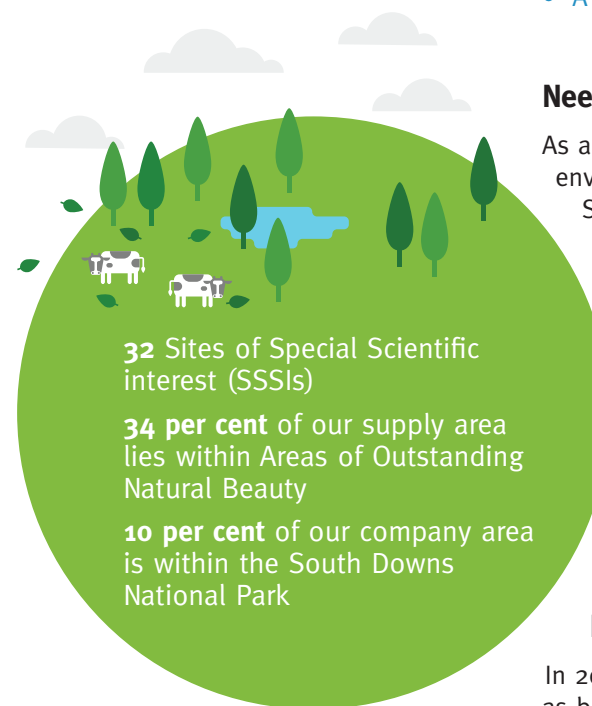 A
Nee
As a
env
S
32 Sites of Special Scientific
interest (SSSIs)
34 per cent of our supply area
lies within Areas of Outstanding
Natural Beauty
10 per cent of our company area
is within the South Downs
National Park
In 20